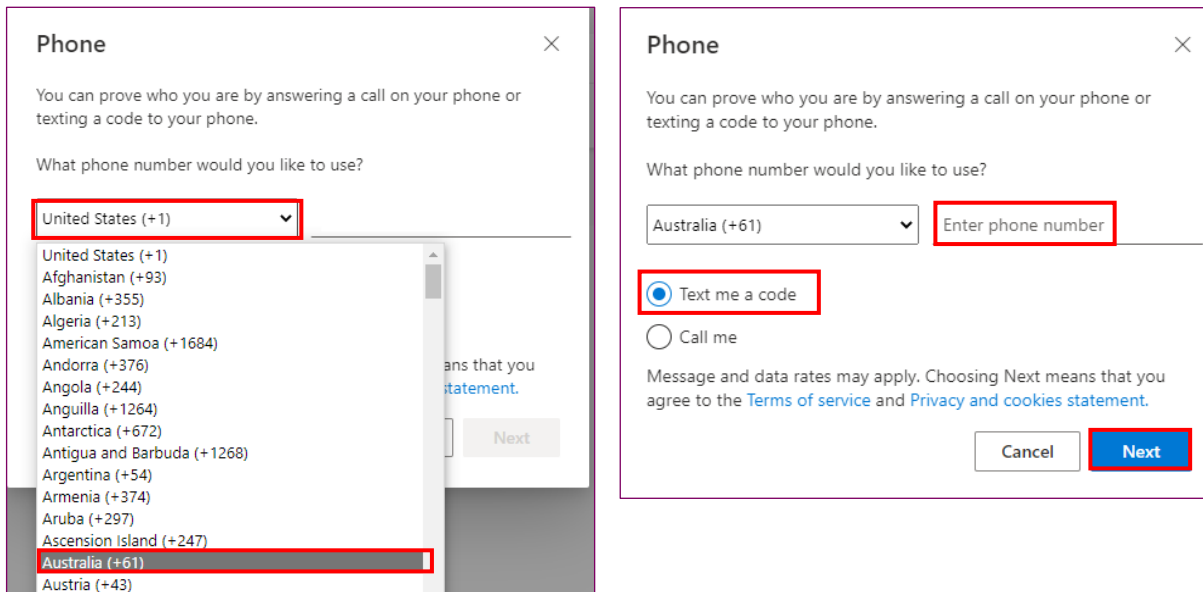 Phone
You can prove who you are by answering a call on your phone or
texting a code to your phone.
What phone number would you like to use?
United States (+1)
United States (+1)
Afghanistan (+93)
Albania (+355)
Algeria (+213)
American Samoa (+1684)
Andorra (+376)
Angola (+244)
Anguilla (+1264)
Antarctica (+672)
Antigua and Barbuda (+1268)
Argentina (+54)
Armenia (+374)
Aruba (+297)
Ascension Island (+247)
Australia (+61)
Austria (+43)
ans that you
statement.
Next
Phone
You can prove who you are by answering a call on your phone or
texting a code to your phone.
What phone number would you like to use?
Australia (+61)
Enter phone number
Text me a code
Call me
Message and data rates may apply. Choosing Next means that you
agree to the Terms of service and Privacy and cookies statement.
Cancel
Next